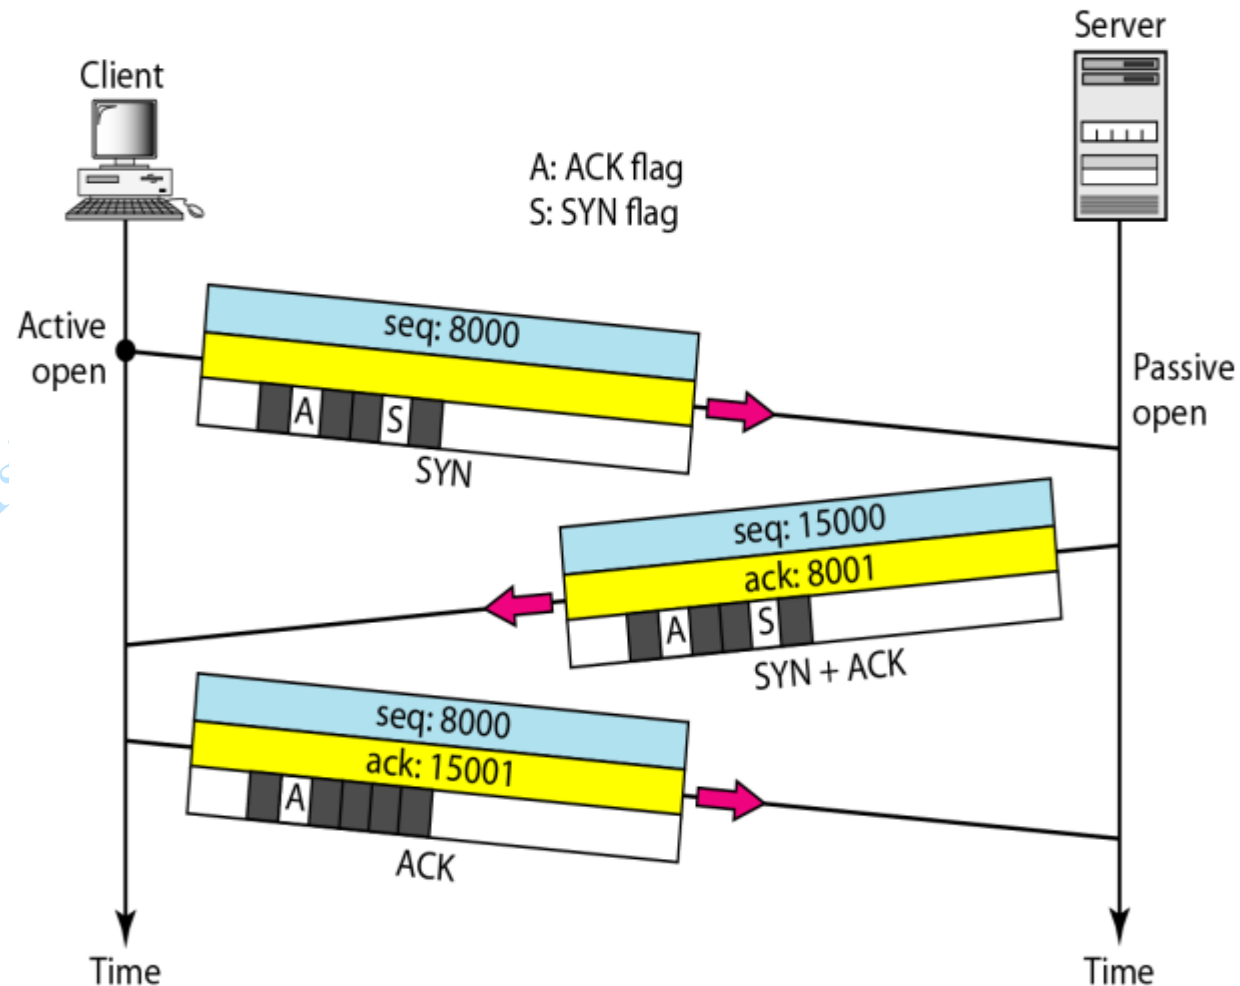 Server
Client
A: ACK flag
S: SYN flag
Active
open
seq: 8000
A S
SYN
Passive
open
seq: 15000
ack: 8001
A S
SYN + ACK
seq: 8000
ack: 15001
A
ACK
Time
Time